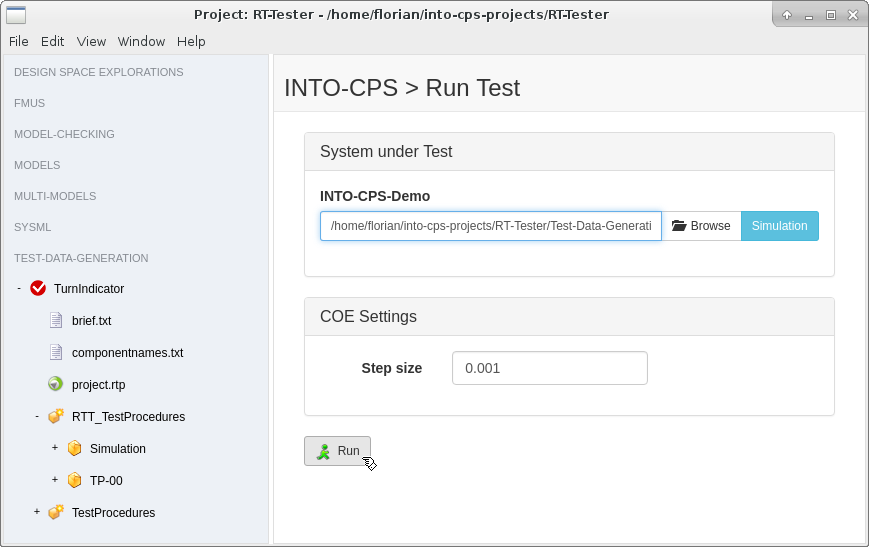 Project: RT-Tester - /home/florian/into-cps-projects/RT-Tester
File Edit View Window Help
DESIGN SPACE EXPLORATIONS
FMUS
MODEL-CHECKING
MODELS
MULTI-MODELS
SYSML
TEST-DATA-GENERATION
- TurnIndicator
brief.txt
componentnames.txt
project.rtp
- RTT_TestProcedures
+ Simulation
+ TP-00
+ TestProcedures
INTO-CPS > Run Test
System under Test
INTO-CPS-Demo
/home/florian/into-cps-projects/RT-Tester/Test-Data-Generati Browse Simulation
COE Settings
Step size 0.001
Run